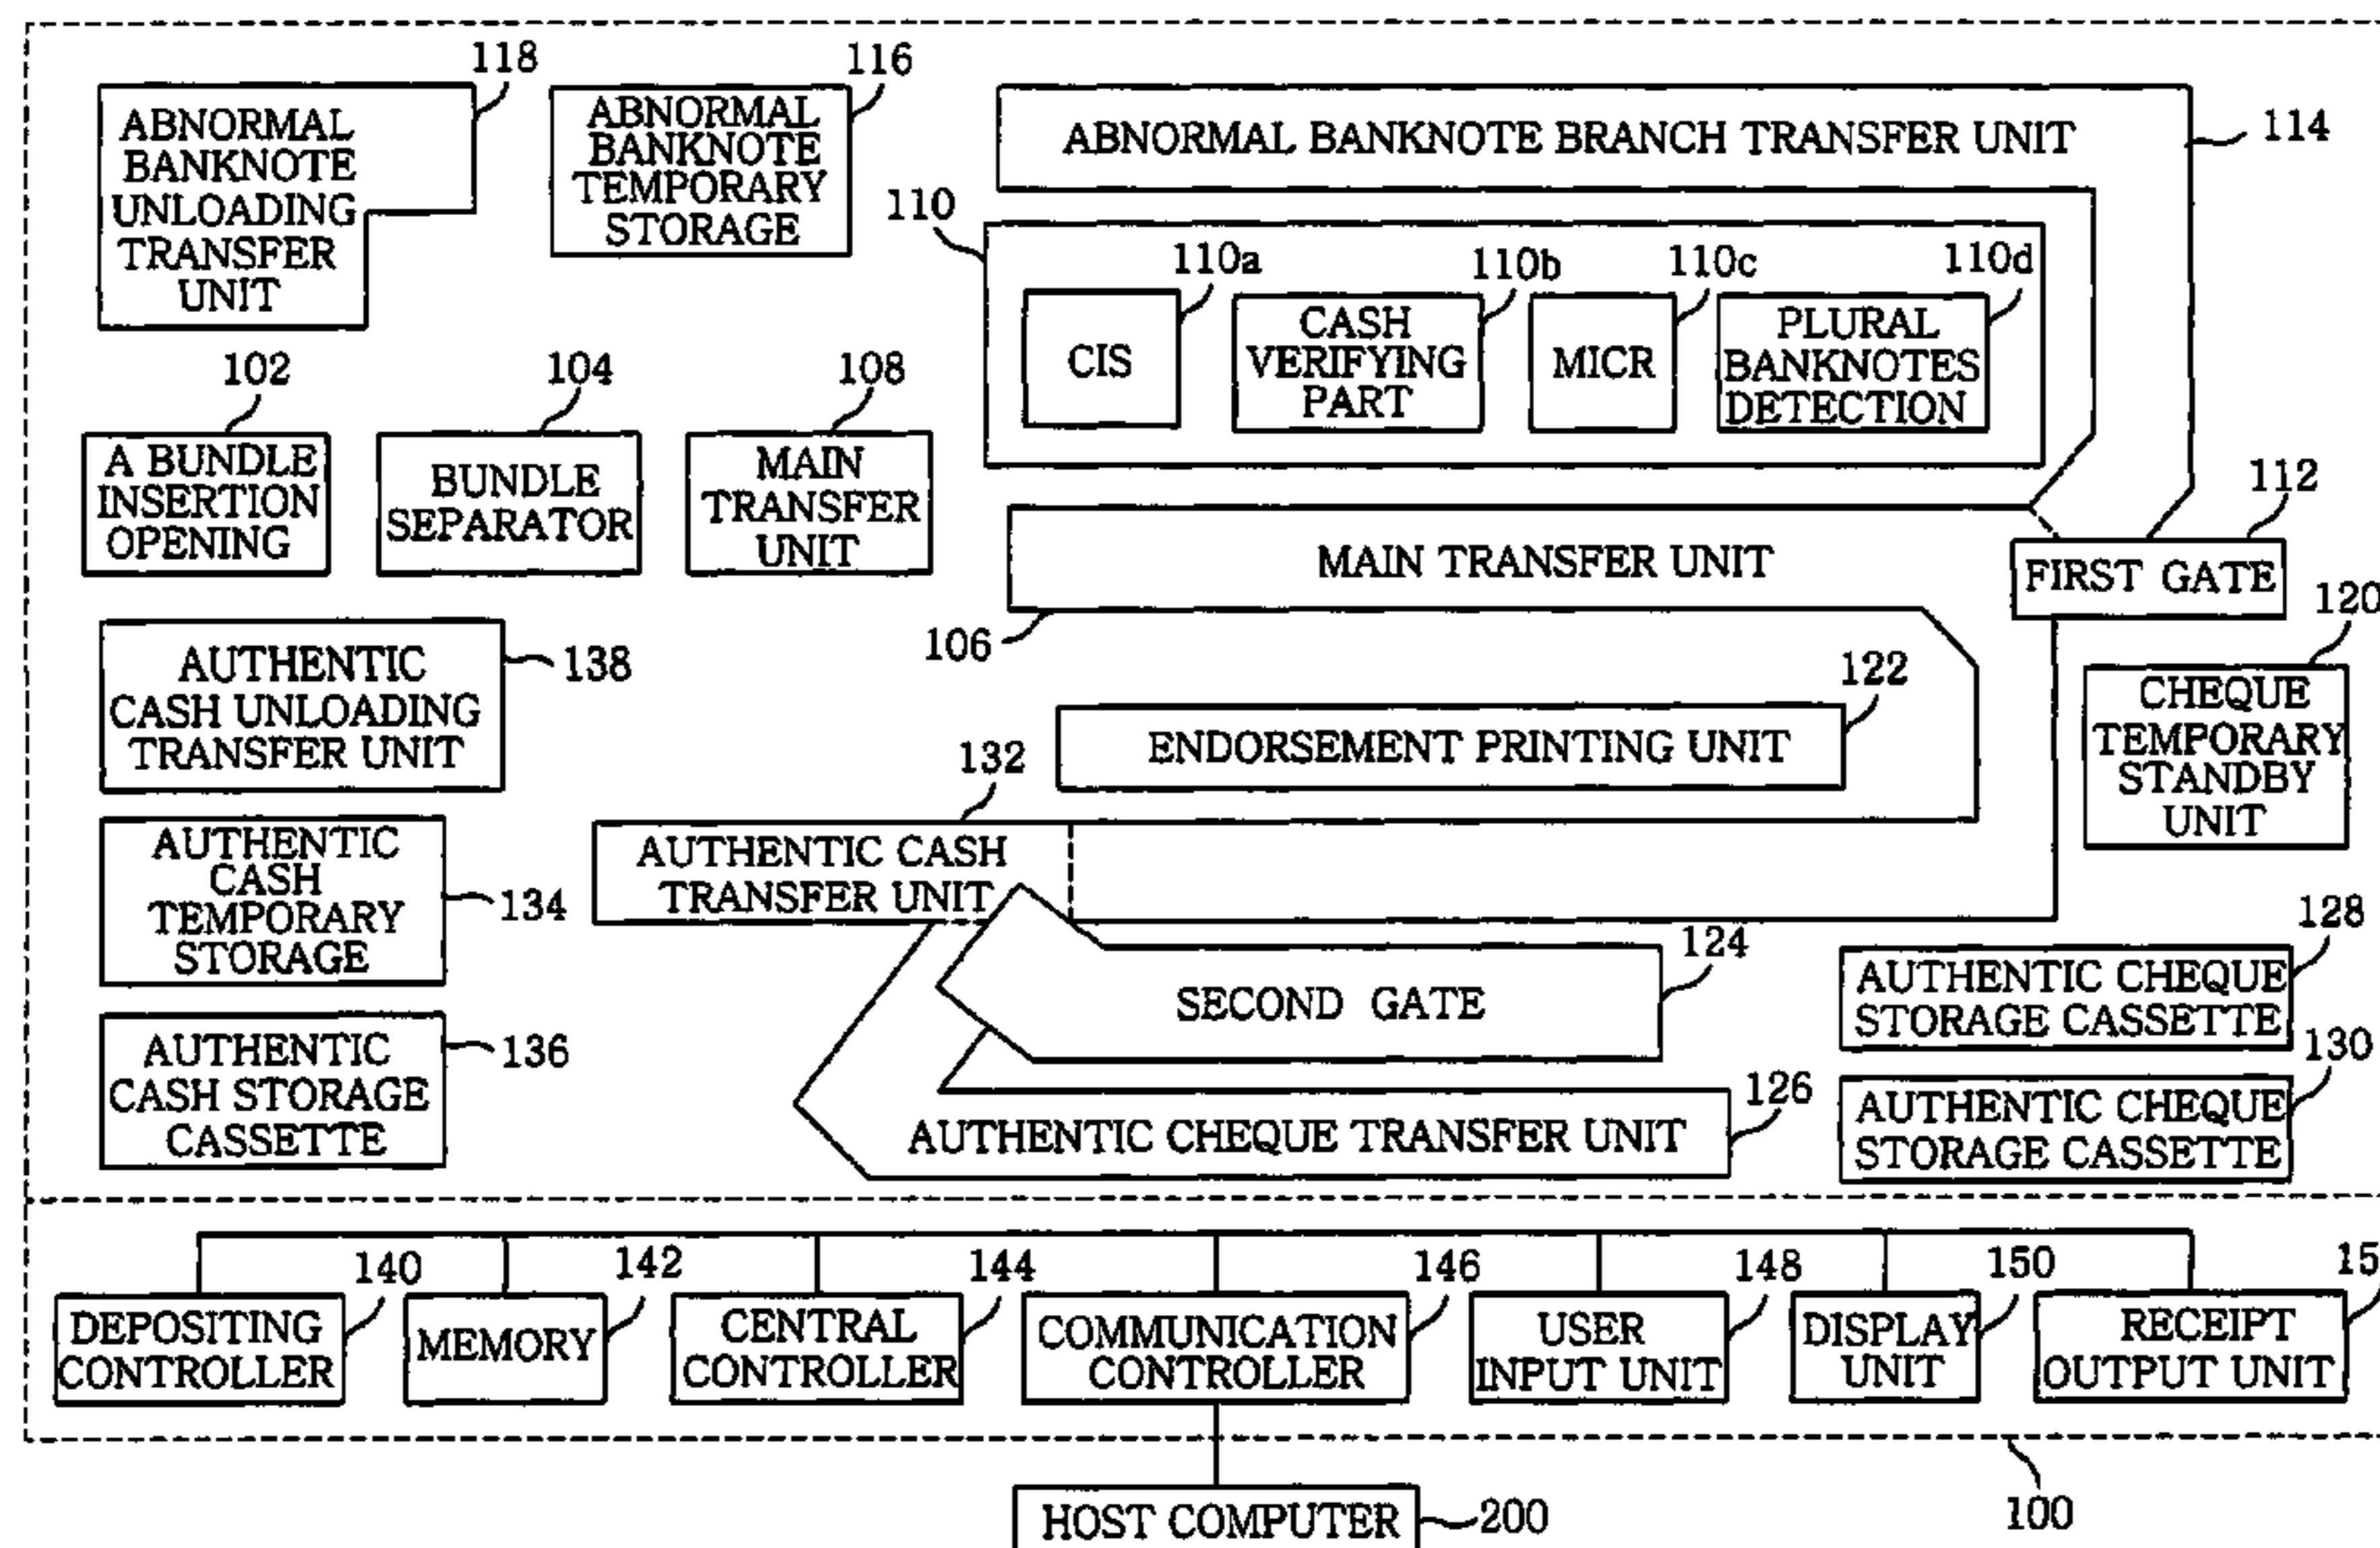 118
ABNORMAL
BANKNOTE
UNLOADING
TRANSFER
UNIT
116
ABNORMAL
BANKNOTE
TEMPORARY
STORAGE
ABNORMAL BANKNOTE BRANCH TRANSFER UNIT
114
110
110a
CIS
110b
CASH
VERIFYING
PART
110c
MICR
110d
PLURAL
BANKNOTES
DETECTION
102
A BUNDLE
INSERTION
OPENING
104
BUNDLE
SEPARATOR
108
MAIN
TRANSFER
UNIT
MAIN TRANSFER UNIT
106
112
FIRST GATE
120
CHEQUE
TEMPORARY
STANDBY
UNIT
AUTHENTIC
CASH UNLOADING
TRANSFER UNIT
138
122
ENDORSEMENT PRINTING UNIT
132
AUTHENTIC CASH
TRANSFER UNIT
AUTHENTIC
CASH
TEMPORARY
STORAGE
134
124
SECOND GATE
128
AUTHENTIC CHEQUE
STORAGE CASSETTE
AUTHENTIC
CASH STORAGE
CASSETTE
136
126
AUTHENTIC CHEQUE TRANSFER UNIT
130
AUTHENTIC CHEQUE
STORAGE CASSETTE
140
DEPOSITING
CONTROLLER
142
MEMORY
144
CENTRAL
CONTROLLER
146
COMMUNICATION
CONTROLLER
148
USER
INPUT UNIT
150
DISPLAY
UNIT
RECEIPT
OUTPUT UNIT
100
HOST COMPUTER
200